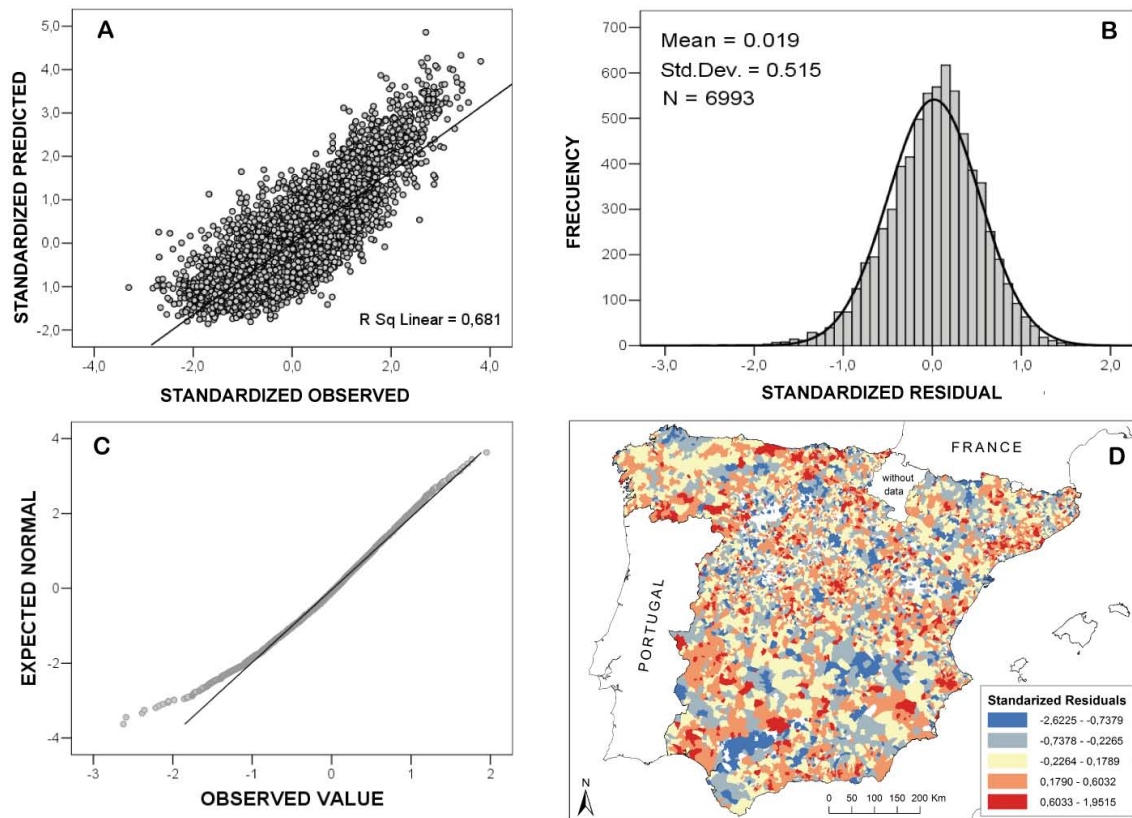 A
STANDARDIZED PREDICTED
5,0
4,0
3,0
2,0
1,0
0,0
1,0
-2,0
R Sq Linear = 0,681
-4,0
-2,0
0,0
2,0
4,0
STANDARDIZED OBSERVED
B
Mean = 0.019
Std.Dev. = 0.515
N = 6993
FRECUENCY
700
600
500
400
300
200
100
0
-3,0
-2,0
-1,0
0,0
1,0
2,0
STANDARDIZED RESIDUAL
C
EXPECTED NORMAL
4
2
0
-2
-4
-3
-2
-1
0
1
2
OBSERVED VALUE
D
FRANCE
without
data
PORTUGAL
N
0 50 100 150 200 Km
Standarized Residuals
-2,6225 - -0,7379
-0,7378 - -0,2265
-0,2264 - 0,1789
0,1790 - 0,6032
0,6033 - 1,9515